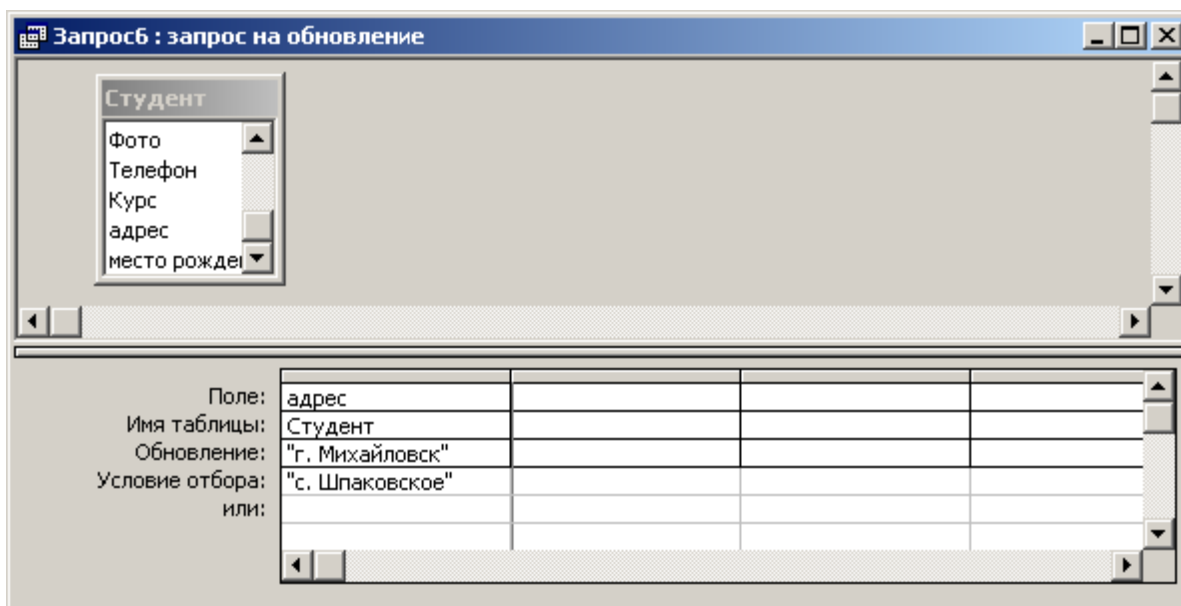 Запрос6 : запрос на обновление
Студент
Фото
Телефон
Курс
адрес
место рожде
Поле: адрес
Имя таблицы: Студент
Обновление: "г. Михайловск"
Условие отбора: "с. Шпаковское"
или: